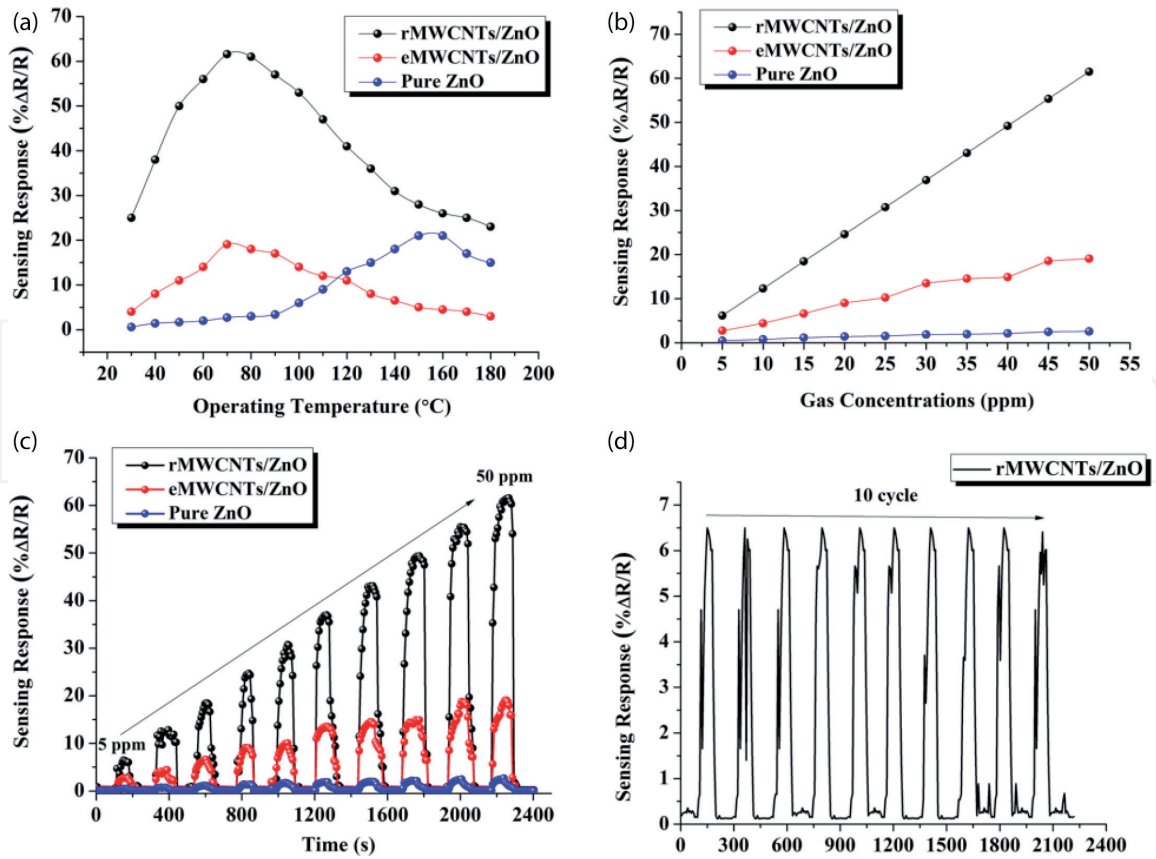 (a)
rMWCNTs/ZnO
eMWCNTs/ZnO
Pure ZnO
Sensing Response (%ΔR/R)
70
60
50
40
30
20
10
0
20 40 60 80 100 120 140 160 180 200
Operating Temperature (°C)
(b)
rMWCNTs/ZnO
eMWCNTs/ZnO
Pure ZnO
Sensing Response (%ΔR/R)
70
60
50
40
30
20
10
0
0 5 10 15 20 25 30 35 40 45 50 55
Gas Concentrations (ppm)
(c)
rMWCNTs/ZnO
eMWCNTs/ZnO
Pure ZnO
50 ppm
5 ppm
Sensing Response (%ΔR/R)
70
60
50
40
30
20
10
0
0 400 800 1200 1600 2000 2400
Time (s)
(d)
rMWCNTs/ZnO
10 cycle
Sensing Response (%ΔR/R)
7
6
5
4
3
2
1
0
0 300 600 900 1200 1500 1800 2100 2400